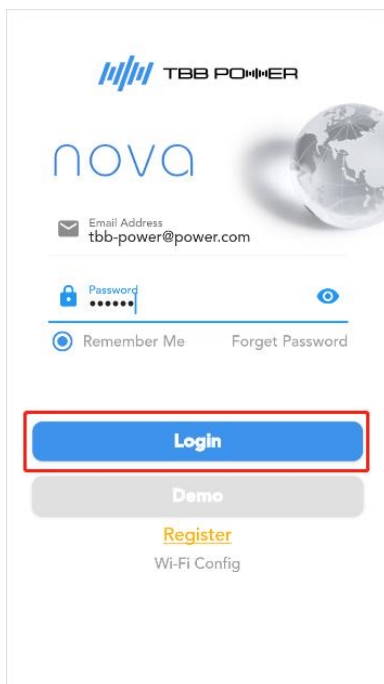 TBB POWER
nova
Email Address
tbb-power@power.com
Password
••••••
Remember Me Forget Password
Login
Demo
Register
Wi-Fi Config